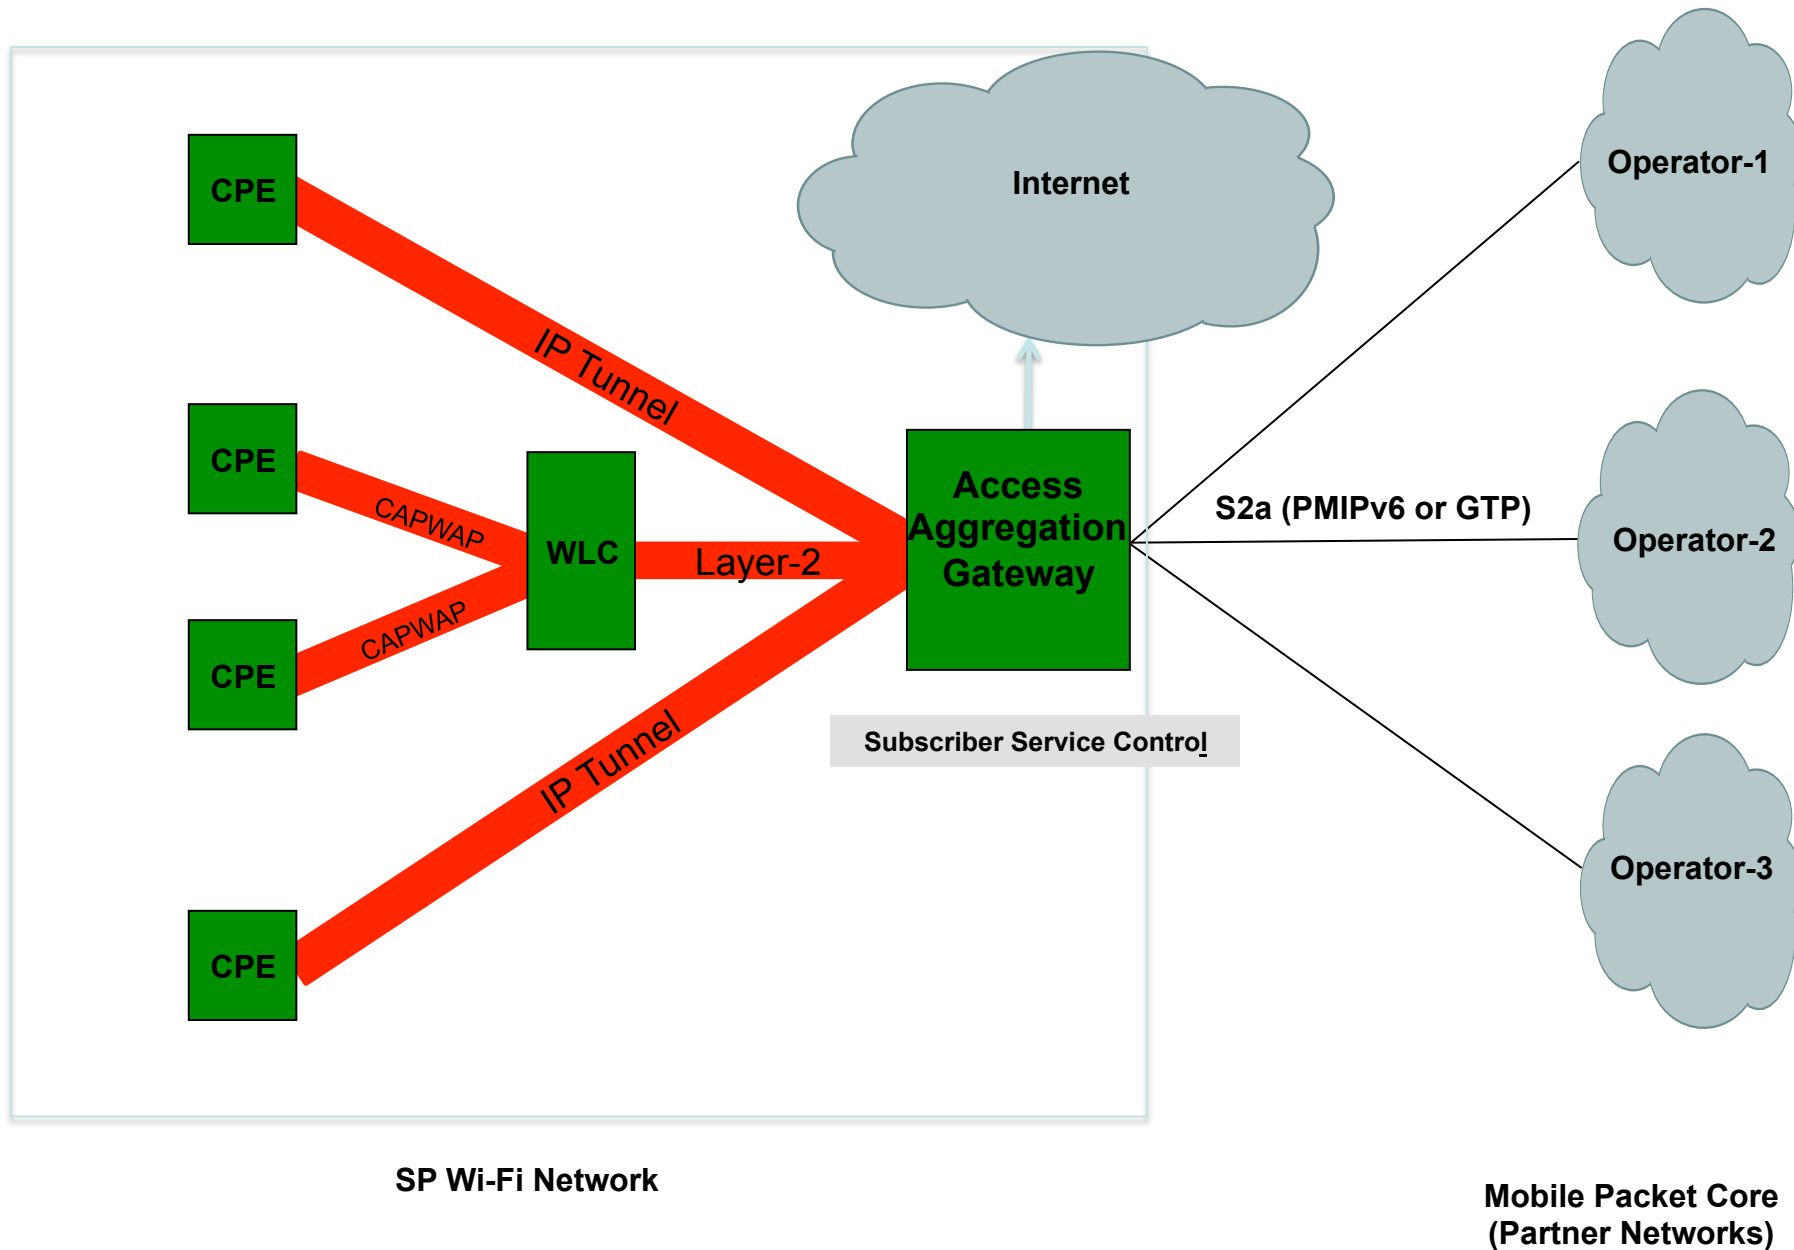 CPE
IP Tunnel
Internet
Operator-1
CPE
CAPWAP
WLC
Layer-2
Access
Aggregation
Gateway
S2a (PMIPv6 or GTP)
Operator-2
CPE
CAPWAP
Subscriber Service Control
IP Tunnel
Operator-3
CPE
SP Wi-Fi Network
Mobile Packet Core
(Partner Networks)